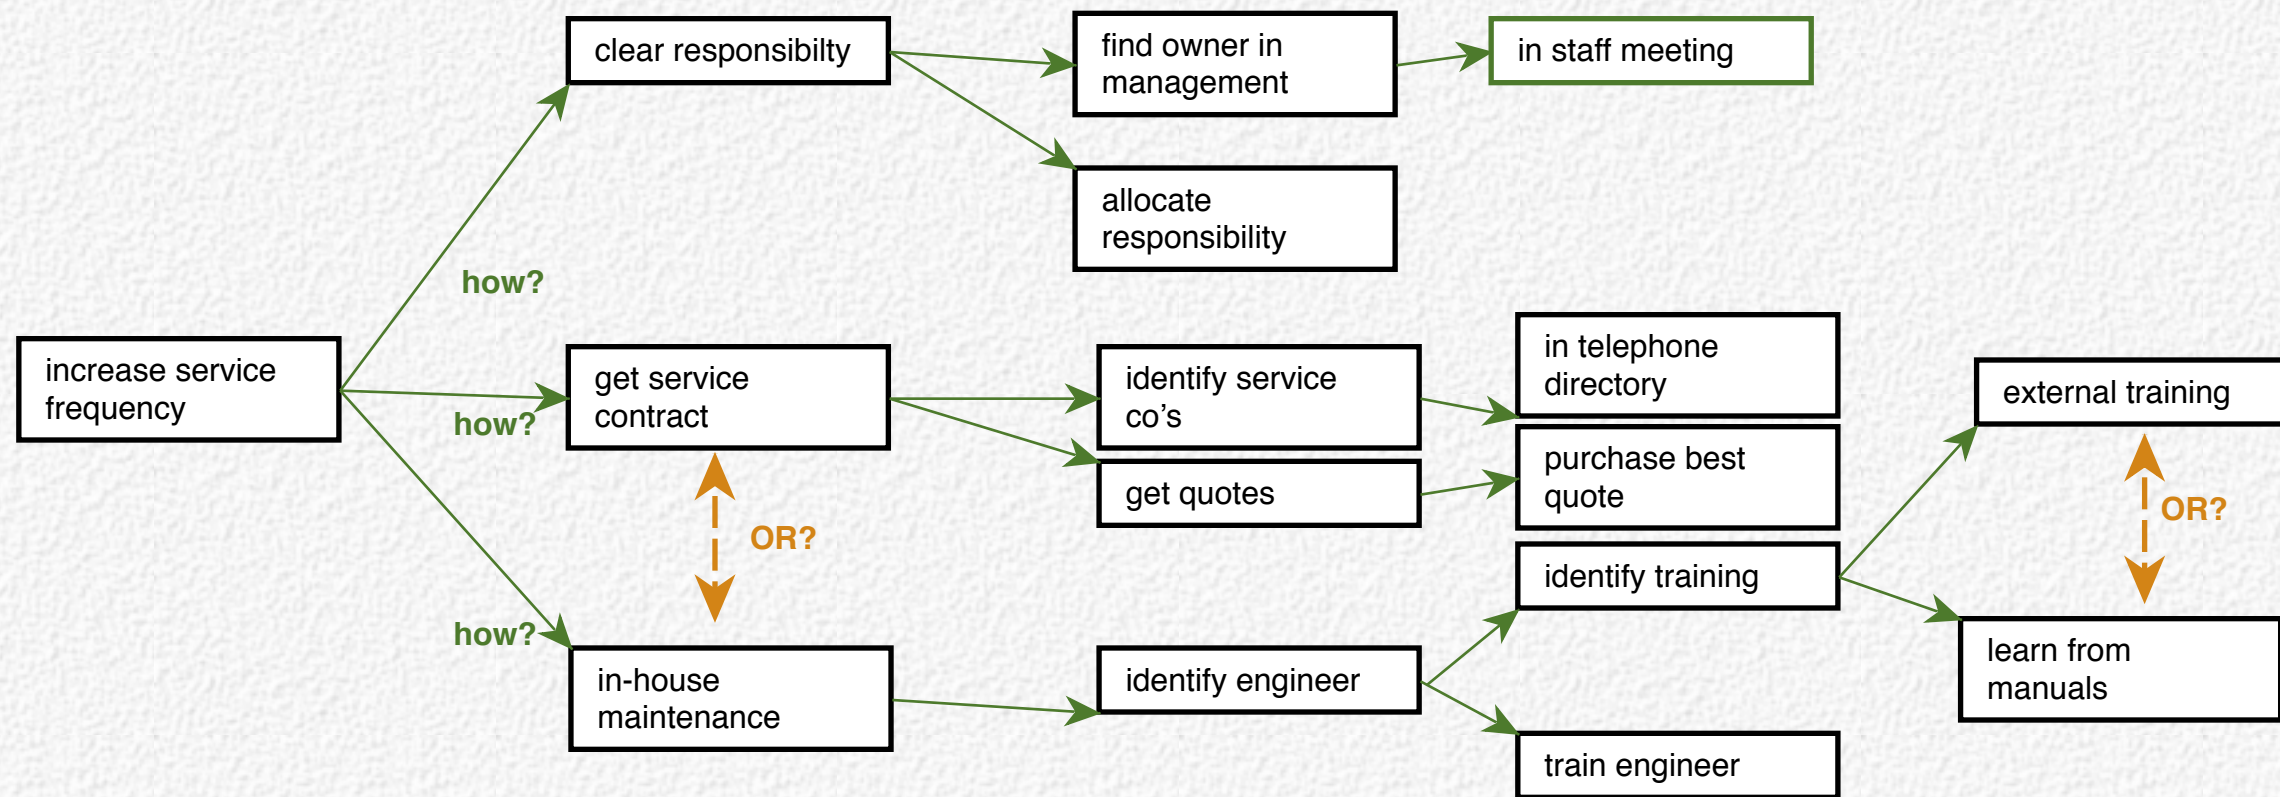 clear responsibilty
find owner in
management
in staff meeting
allocate
responsibility
how?
increase service
frequency
how?
get service
contract
identify service
co's
in telephone
directory
external training
get quotes
purchase best
quote
OR?
OR?
identify training
how?
in-house
maintenance
identify engineer
learn from
manuals
train engineer